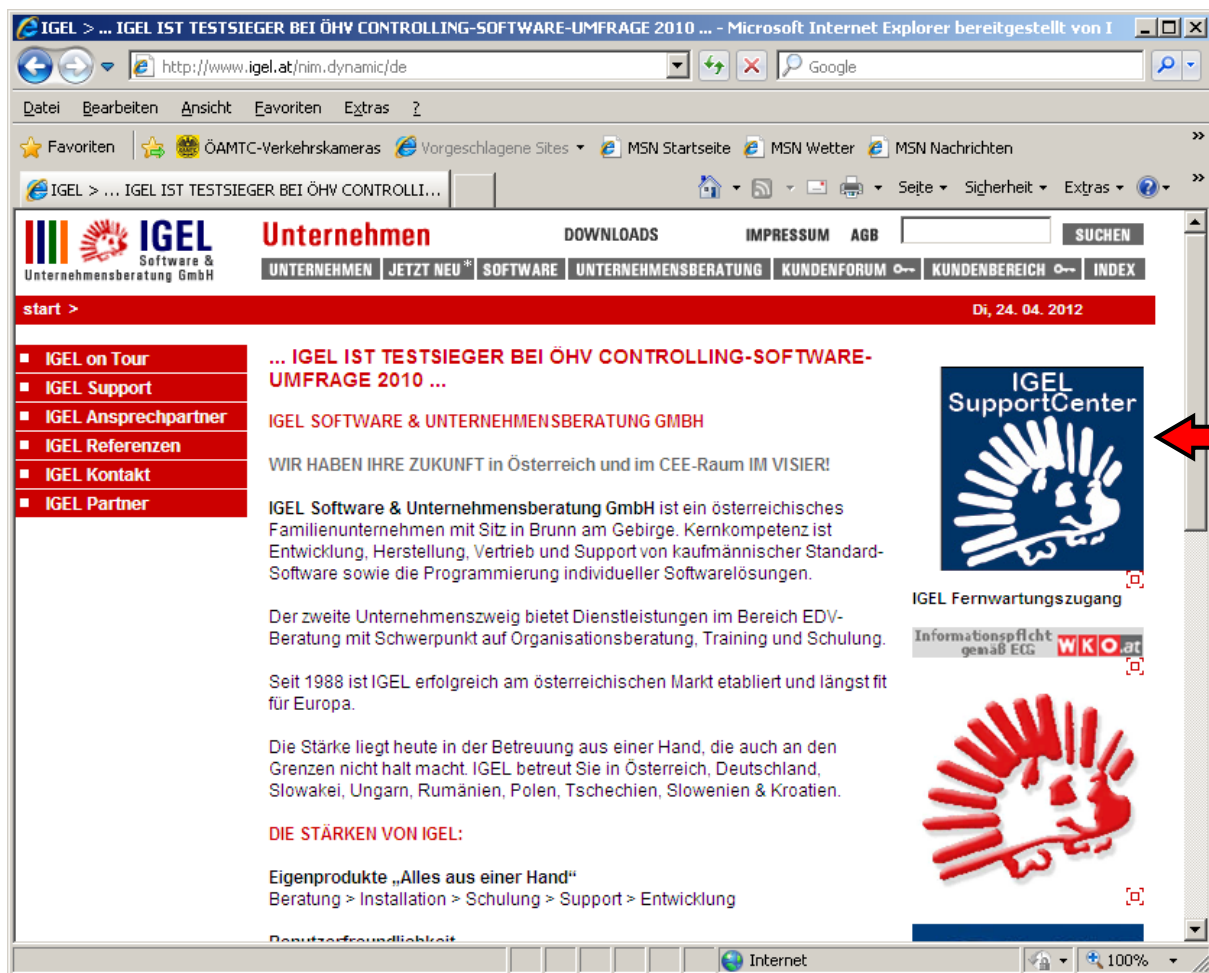 IGEL > ... IGEL IST TESTSIEGER BEI ÖHV CONTROLLING-SOFTWARE-UMFRAGE 2010 ... - Microsoft Internet Explorer bereitgestellt von I
http://www.igel.at/nim.dynamic/de
Google
Datei Bearbeiten Ansicht Favoriten Extras ?
Favoriten ÖAMTC-Verkehrskameras Vorgeschlagene Sites MSN Startseite MSN Wetter MSN Nachrichten »
IGEL > ... IGEL IST TESTSIEGER BEI ÖHV CONTROLLI... Seite Sicherheit Extras »
IGEL
Software &
Unternehmensberatung GmbH
Unternehmen DOWNLOADS IMPRESSUM AGB SUCHEN
UNTERNEHMEN JETZT NEU* SOFTWARE UNTERNEHMENSBERATUNG KUNDENFORUM KUNDENBEREICH INDEX
start > Di, 24. 04. 2012
IGEL on Tour
IGEL Support
IGEL Ansprechpartner
IGEL Referenzen
IGEL Kontakt
IGEL Partner
... IGEL IST TESTSIEGER BEI ÖHV CONTROLLING-SOFTWARE-
UMFRAGE 2010 ...
IGEL SOFTWARE & UNTERNEHMENSBERATUNG GMBH
WIR HABEN IHRE ZUKUNFT in Österreich und im CEE-Raum IM VISIER!
IGEL Software & Unternehmensberatung GmbH ist ein österreichisches
Familienunternehmen mit Sitz in Brunn am Gebirge. Kernkompetenz ist
Entwicklung, Herstellung, Vertrieb und Support von kaufmännischer Standard-
Software sowie die Programmierung individueller Softwarelösungen.
Der zweite Unternehmenszweig bietet Dienstleistungen im Bereich EDV-
Beratung mit Schwerpunkt auf Organisationsberatung, Training und Schulung.
Seit 1988 ist IGEL erfolgreich am österreichischen Markt etabliert und längst fit
für Europa.
Die Stärke liegt heute in der Betreuung aus einer Hand, die auch an den
Grenzen nicht halt macht. IGEL betreut Sie in Österreich, Deutschland,
Slowakei, Ungarn, Rumänien, Polen, Tschechien, Slowenien & Kroatien.
DIE STÄRKEN VON IGEL:
Eigenprodukte „Alles aus einer Hand“
Beratung > Installation > Schulung > Support > Entwicklung
Benutzerfreundlichkeit
IGEL
SupportCenter
IGEL Fernwartungszugang
Informationspflcht
gemäß ECG WKO.at
Internet 100%